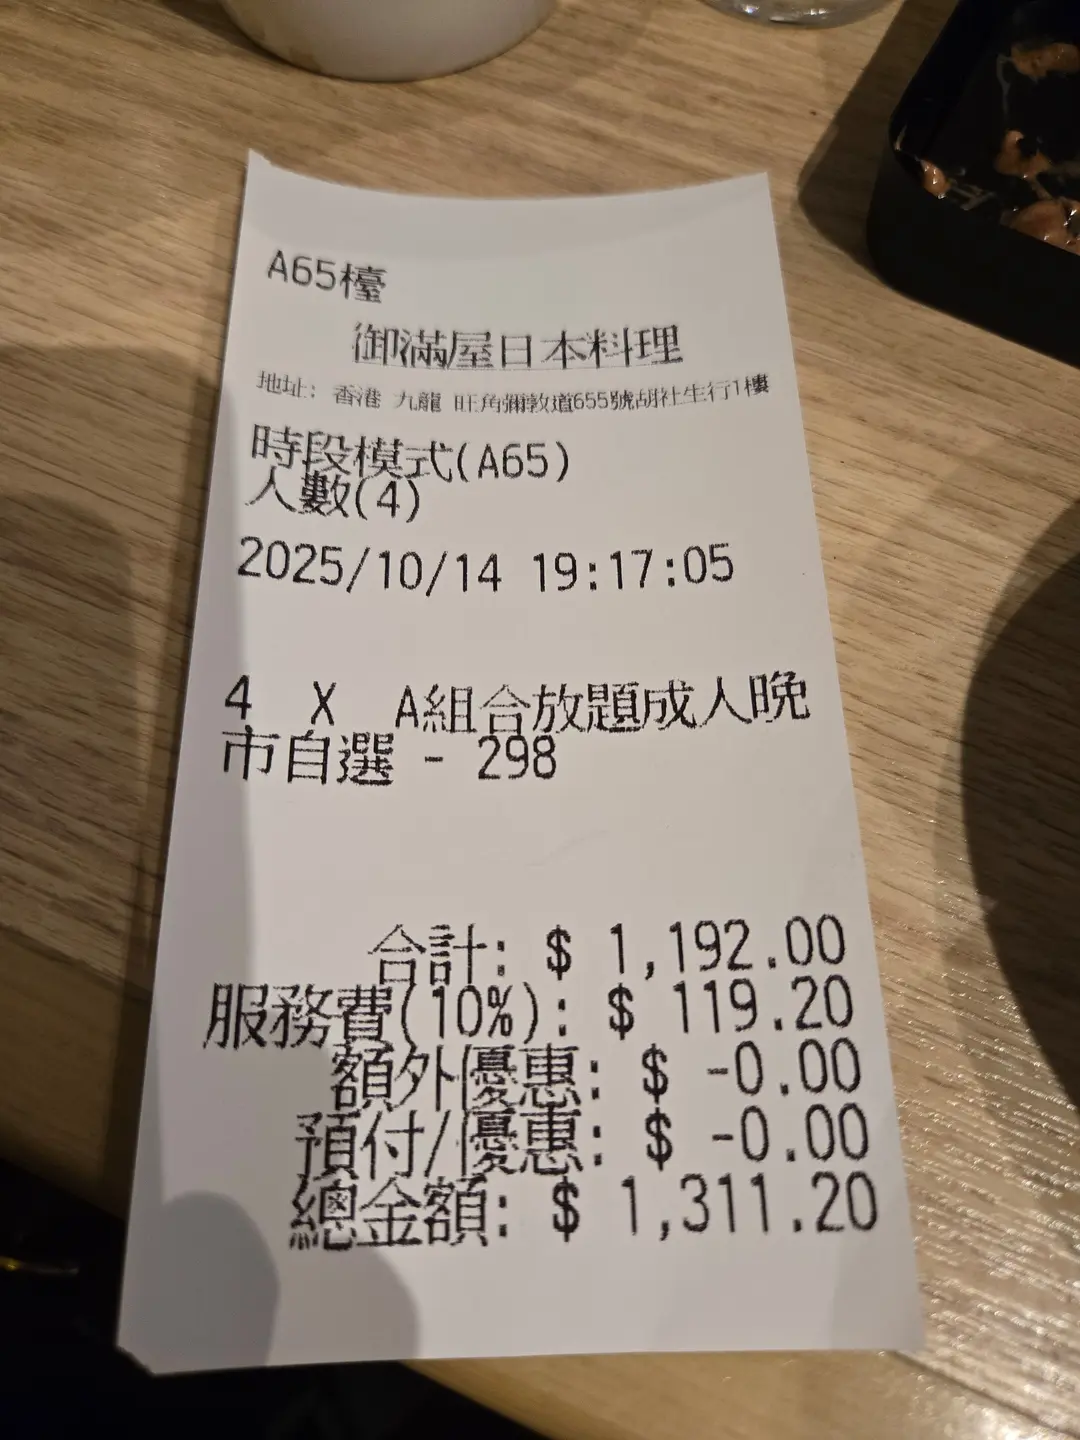 A65檯
御滿屋日本料理
地址: 香港 九龍 旺角彌敦道655號胡社生行1樓
時段模式(A65)
人數(4)
2025/10/14 19:17:05
4 X A組合放題成人晚
市自選 - 298
合計: $ 1,192.00
服務費(10%): $ 119.20
額外優惠: $ -0.00
預付/優惠: $ -0.00
總金額: $ 1,311.20